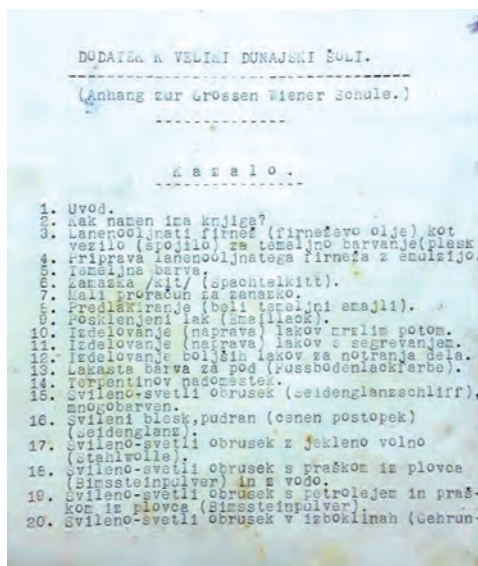 DODATEK K VELIKI DUNAJSKI ŠOLI.
(Anhang zur Grossen Wiener Schule.)
K a z a l o .
1. Uvod.
2. Kak namen ima knjiga?
3. Lanenooljnati firnež (firneževo olje) kot
vezilo (spojilo) za temeljno barvanje(plesk
4. Priprava lanenooljnatega firneža z emulzijo.
5. Temeljna barva.
6. Zamazka /kit/ (Spachtelkitt).
7. Mali proračun za zamazko.
8. Predlakiranje (beli temeljni emajli).
9. Posklenjeni lak (Emaillack).
10. Izdelovanje (naprava) lakov mrzlim potom.
11. Izdelovanje (naprava) lakov s segrevanjem.
12. Izdelovanje boljših lakov za notranja dela.
13. Lakasta barva za pod (Fussbodenlackfarbe).
14. Terpentinov nadomestek.
15. Svileno-svetli obrusek (Seidenglanzschliff),
mnogobarven.
16. Svileni blesk,pudran (cenen postopek)
(Seidenglanz).
17. Svileno-svetli obrusek z jekleno volno
(Stahlwolle).
18. Svileno-svetli obrusek s praškom iz plovca
(Bimssteinpulver) in z vodo.
19. Svileno-svetli obrusek s petrolejem in praš-
kom iz plovca (Bimssteinpulver).
20. Svileno-svetli obrusek v izboklinah (Gehrun-